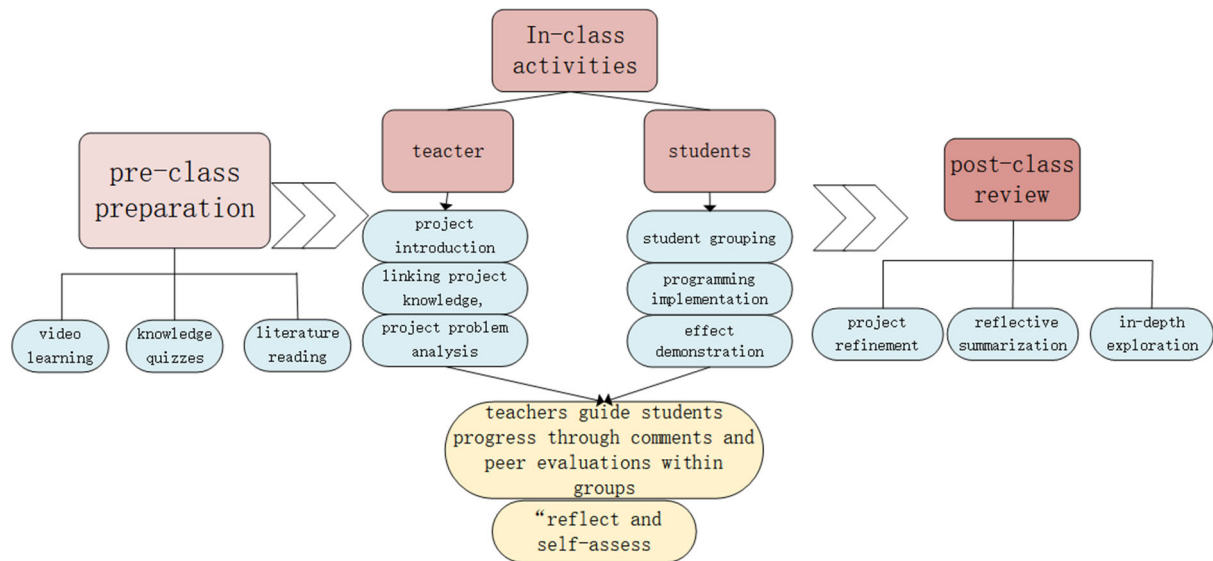 In-class
activities
pre-class
preparation
video
learning
knowledge
quizzes
literature
reading
teacter
project
introduction
linking project
knowledge,
project problem
analysis
students
student grouping
programming
implementation
effect
demonstration
teachers guide students
progress through comments and
peer evaluations within
groups
“reflect and
self-assess
post-class
review
project
refinement
reflective
summarization
in-depth
exploration